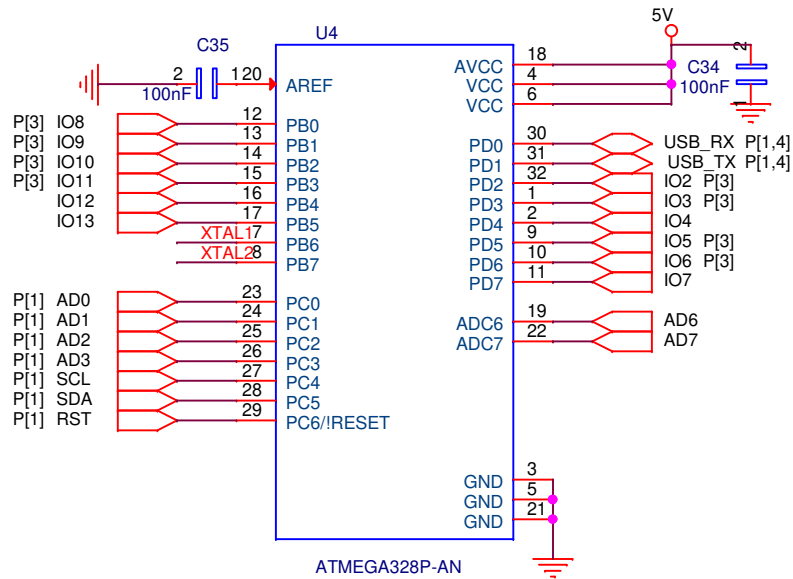 U4
5V
C35
2 1 20 AREF
100nF
AVCC 18
VCC 4
VCC 6
2
C34
100nF
1
P[3] IO8 12 PB0
P[3] IO9 13 PB1
P[3] IO10 14 PB2
P[3] IO11 15 PB3
IO12 16 PB4
IO13 17 PB5
XTAL1 7 PB6
XTAL2 8 PB7
PD0 30 USB_RX P[1,4]
PD1 31 USB_TX P[1,4]
PD2 32 IO2 P[3]
PD3 1 IO3 P[3]
PD4 2 IO4
PD5 9 IO5 P[3]
PD6 10 IO6 P[3]
PD7 11 IO7
P[1] AD0 23 PC0
P[1] AD1 24 PC1
P[1] AD2 25 PC2
P[1] AD3 26 PC3
P[1] SCL 27 PC4
P[1] SDA 28 PC5
P[1] RST 29 PC6/!RESET
ADC6 19 AD6
ADC7 22 AD7
GND 3
GND 5
GND 21
ATMEGA328P-AN